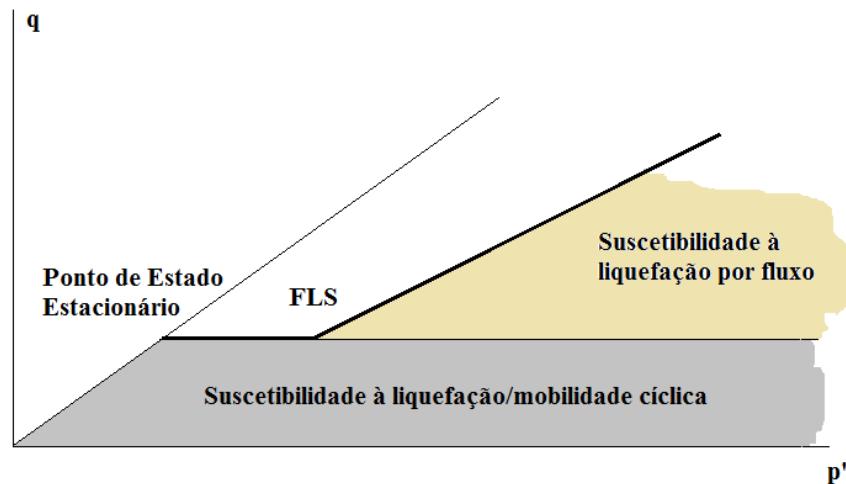 q
Ponto de Estado
Estacionário
FLS
Suscetibilidade à
liquefação por fluxo
Suscetibilidade à liquefação/mobilidade cíclica
p'